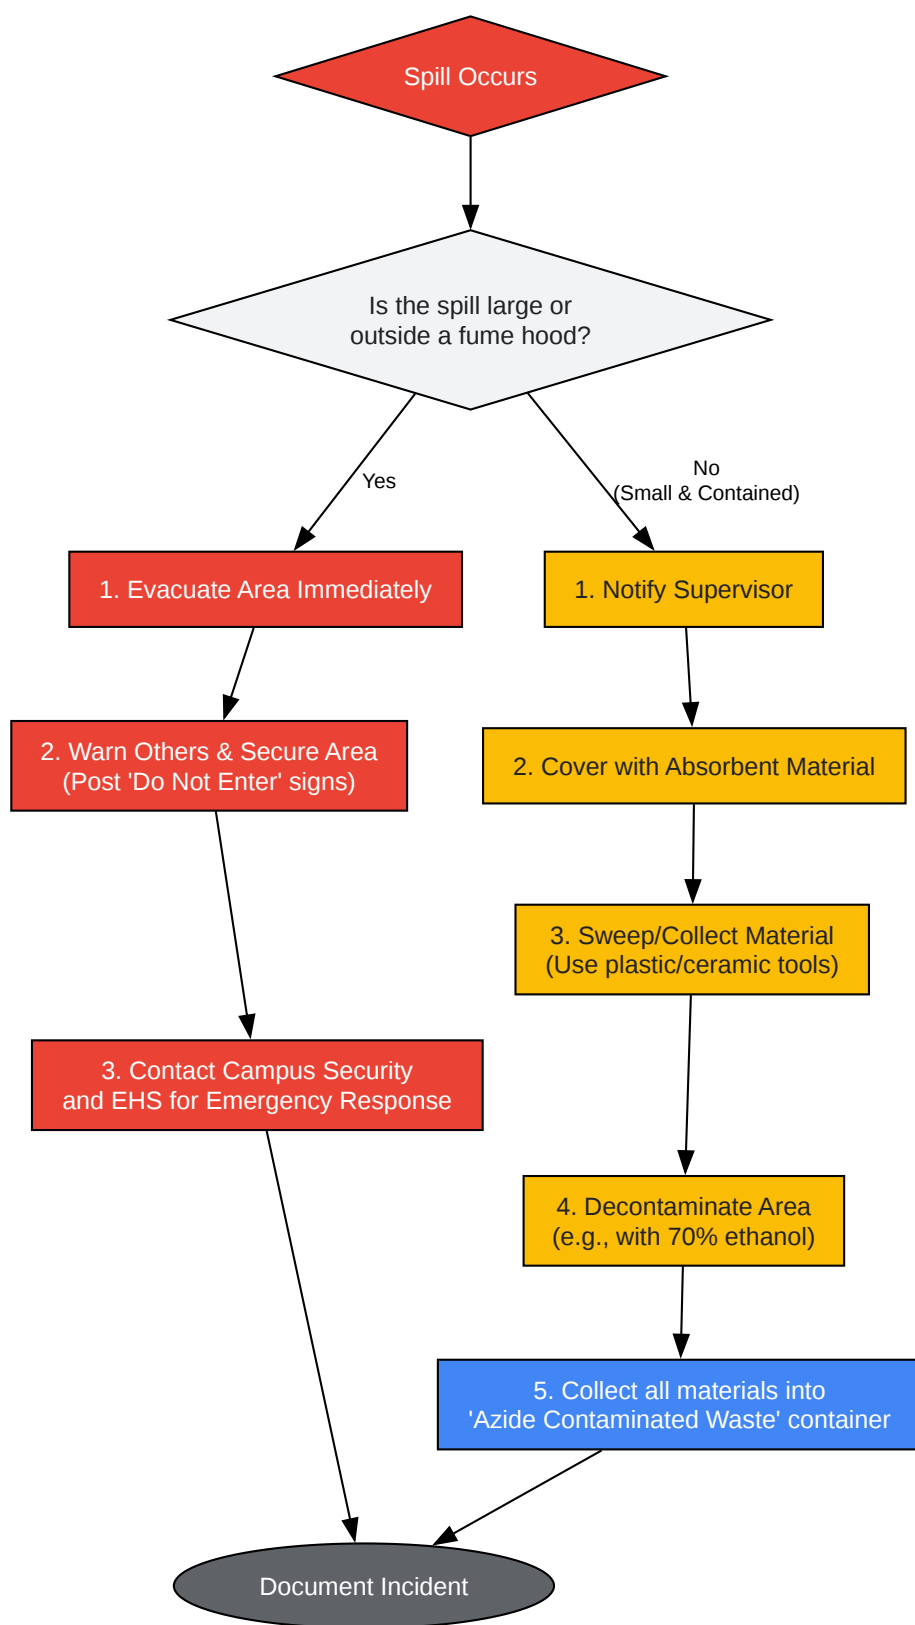 Spill Occurs
Is the spill large or
outside a fume hood?
Yes
No
(Small & Contained)
1. Evacuate Area Immediately
1. Notify Supervisor
2. Warn Others & Secure Area
(Post 'Do Not Enter' signs)
2. Cover with Absorbent Material
3. Sweep/Collect Material
(Use plastic/ceramic tools)
3. Contact Campus Security
and EHS for Emergency Response
4. Decontaminate Area
(e.g., with 70% ethanol)
5. Collect all materials into
'Azide Contaminated Waste' container
Document Incident